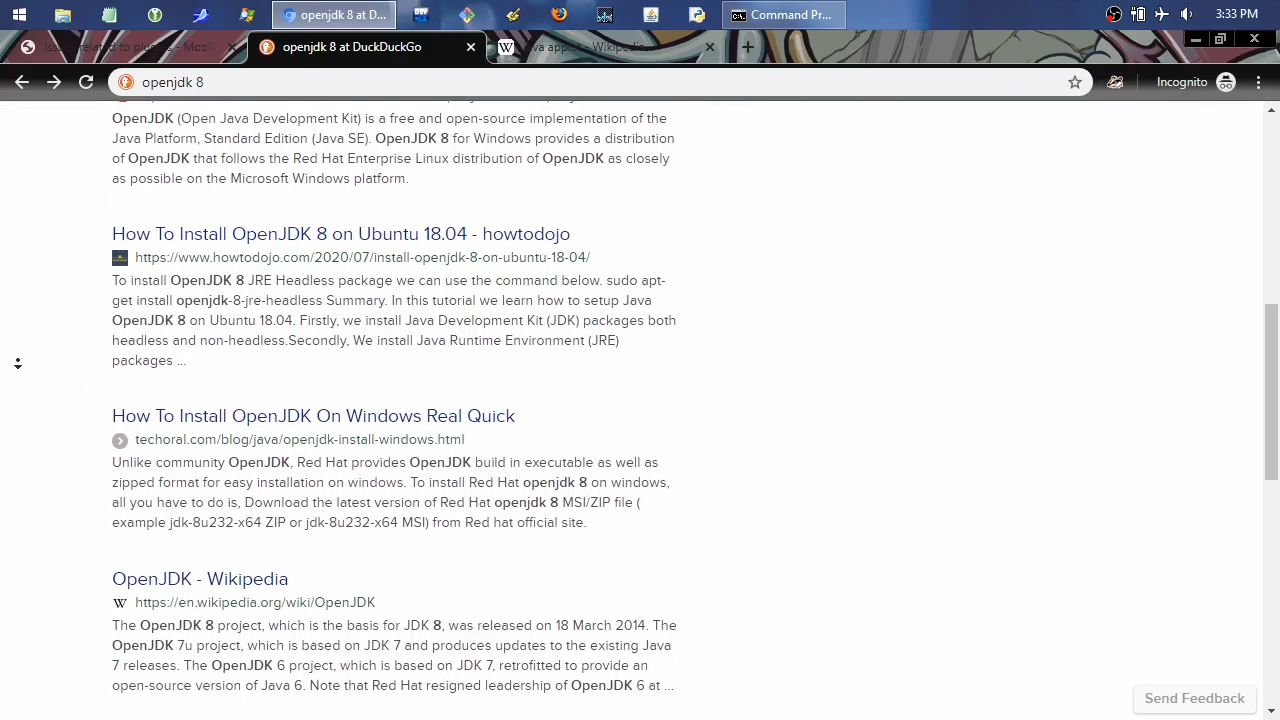 openjdk 8 at D...
Command Pr...
3:33 PM
Issues related to plugins - Mozill
openjdk 8 at DuckDuckGo
Java applet - Wikipedia
openjdk 8
Incognito
OpenJDK (Open Java Development Kit) is a free and open-source implementation of the
Java Platform, Standard Edition (Java SE). OpenJDK 8 for Windows provides a distribution
of OpenJDK that follows the Red Hat Enterprise Linux distribution of OpenJDK as closely
as possible on the Microsoft Windows platform.
How To Install OpenJDK 8 on Ubuntu 18.04 - howtodojo
https://www.howtodojo.com/2020/07/install-openjdk-8-on-ubuntu-18-04/
To install OpenJDK 8 JRE Headless package we can use the command below. sudo apt-
get install openjdk-8-jre-headless Summary. In this tutorial we learn how to setup Java
OpenJDK 8 on Ubuntu 18.04. Firstly, we install Java Development Kit (JDK) packages both
headless and non-headless.Secondly, We install Java Runtime Environment (JRE)
packages ...
How To Install OpenJDK On Windows Real Quick
techoral.com/blog/java/openjdk-install-windows.html
Unlike community OpenJDK, Red Hat provides OpenJDK build in executable as well as
zipped format for easy installation on windows. To install Red Hat openjdk 8 on windows,
all you have to do is, Download the latest version of Red Hat openjdk 8 MSI/ZIP file (
example jdk-8u232-x64 ZIP or jdk-8u232-x64 MSI) from Red hat official site.
OpenJDK - Wikipedia
W https://en.wikipedia.org/wiki/OpenJDK
The OpenJDK 8 project, which is the basis for JDK 8, was released on 18 March 2014. The
OpenJDK 7u project, which is based on JDK 7 and produces updates to the existing Java
7 releases. The OpenJDK 6 project, which is based on JDK 7, retrofitted to provide an
open-source version of Java 6. Note that Red Hat resigned leadership of OpenJDK 6 at ...
Send Feedback